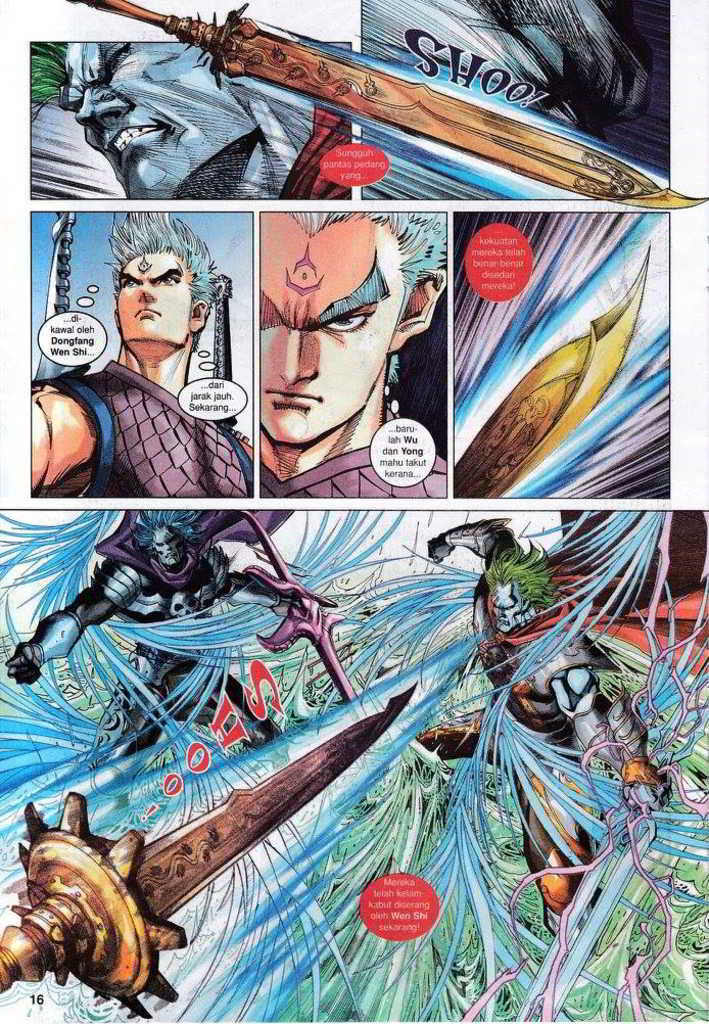 SHOO!
Sungguh
pantas pedang
yang...
...di-
kawal oleh
Dongfang
Wen Shi...
...dari
jarak jauh.
Sekarang...
...baru-
lah Wu
dan Yong
mahu takut
kerana...
...
kekuatan
mereka telah
benar-benar
disedari
mereka!
SAOOO!
Mereka
telah kelam-
kabut diserang
oleh Wen Shi
sekarang!
16